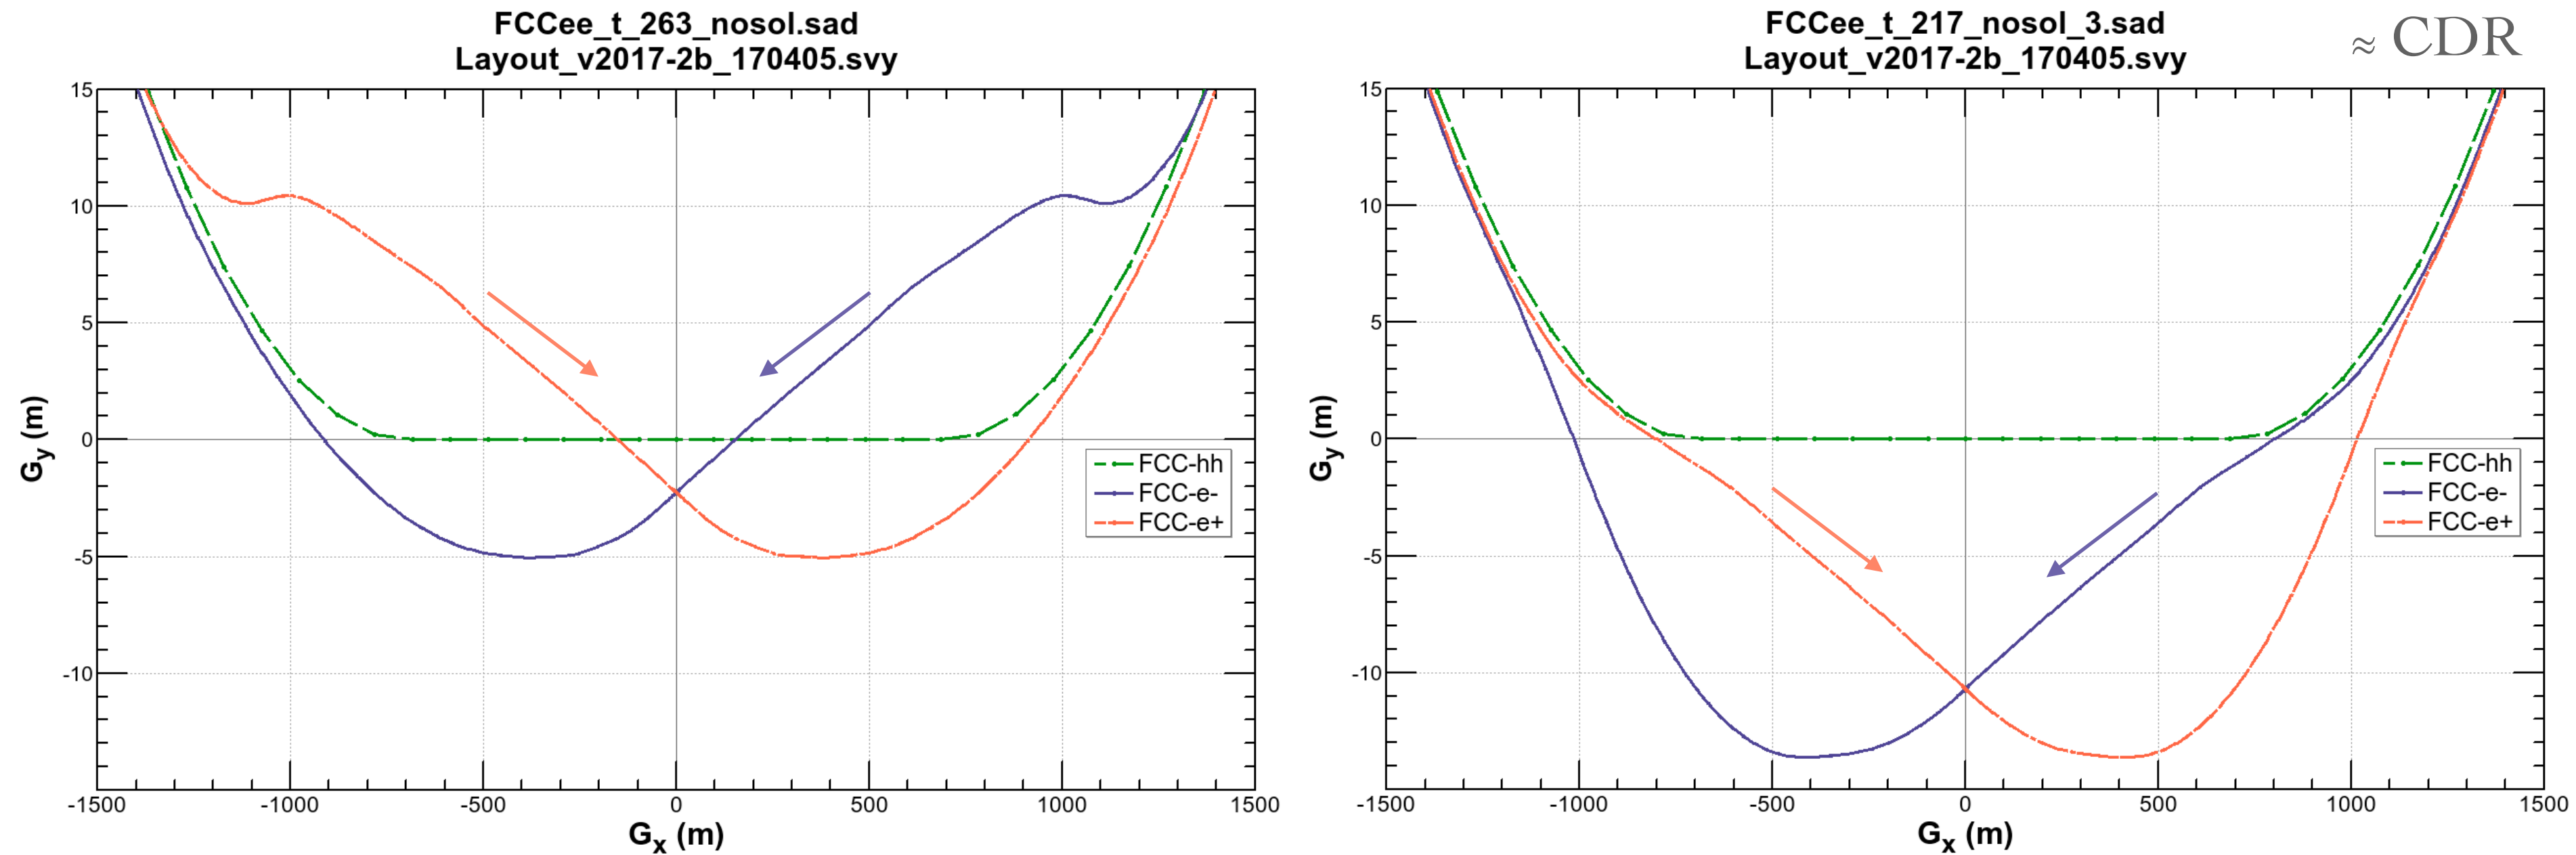 FCCee_t_263_nosol.sad
Layout_v2017-2b_170405.svy
15
10
5
0
-5
-10
-1500 -1000 -500 0 500 1000 1500
Gy (m)
Gx (m)
FCC-hh
FCC-e-
FCC-e+
FCCee_t_217_nosol_3.sad
Layout_v2017-2b_170405.svy
≈ CDR
15
10
5
0
-5
-10
-1500 -1000 -500 0 500 1000 1500
Gy (m)
Gx (m)
FCC-hh
FCC-e-
FCC-e+